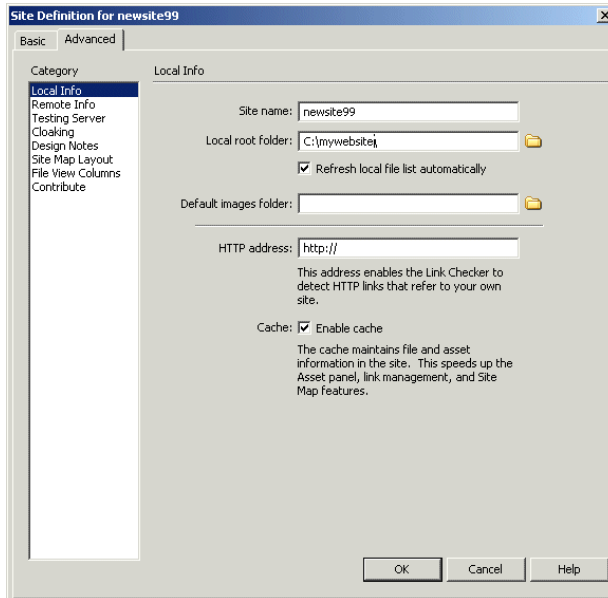 Site Definition for newsite99
Basic Advanced
Category
Local Info
Remote Info
Testing Server
Cloaking
Design Notes
Site Map Layout
File View Columns
Contribute
Local Info
Site name: newsite99
Local root folder: C:\mywebsite\
Refresh local file list automatically
Default images folder:
HTTP address: http://
This address enables the Link Checker to
detect HTTP links that refer to your own
site.
Cache: Enable cache
The cache maintains file and asset
information in the site. This speeds up the
Asset panel, link management, and Site
Map features.
OK Cancel Help